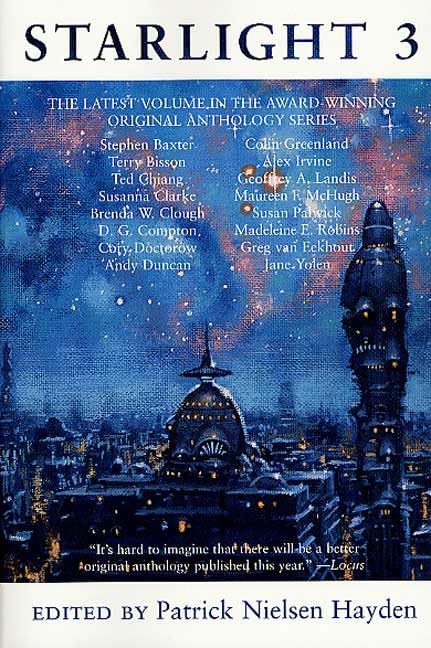 STARLIGHT 3
THE LATEST VOLUME IN THE AWARD-WINNING
ORIGINAL ANTHOLOGY SERIES
Stephen Baxter
Terry Bisson
Ted Chiang
Susanna Clarke
Brenda W. Clough
D. G. Compton
Cory Doctorow
Andy Duncan
Colin Greenland
Alex Irvine
Geoffrey A. Landis
Maureen F. McHugh
Susan Palwick
Madeleine E. Robins
Greg van Eekhout
Jane Yolen
“It’s hard to imagine that there will be a better
original anthology published this year.” —Locus
EDITED BY Patrick Nielsen Hayden